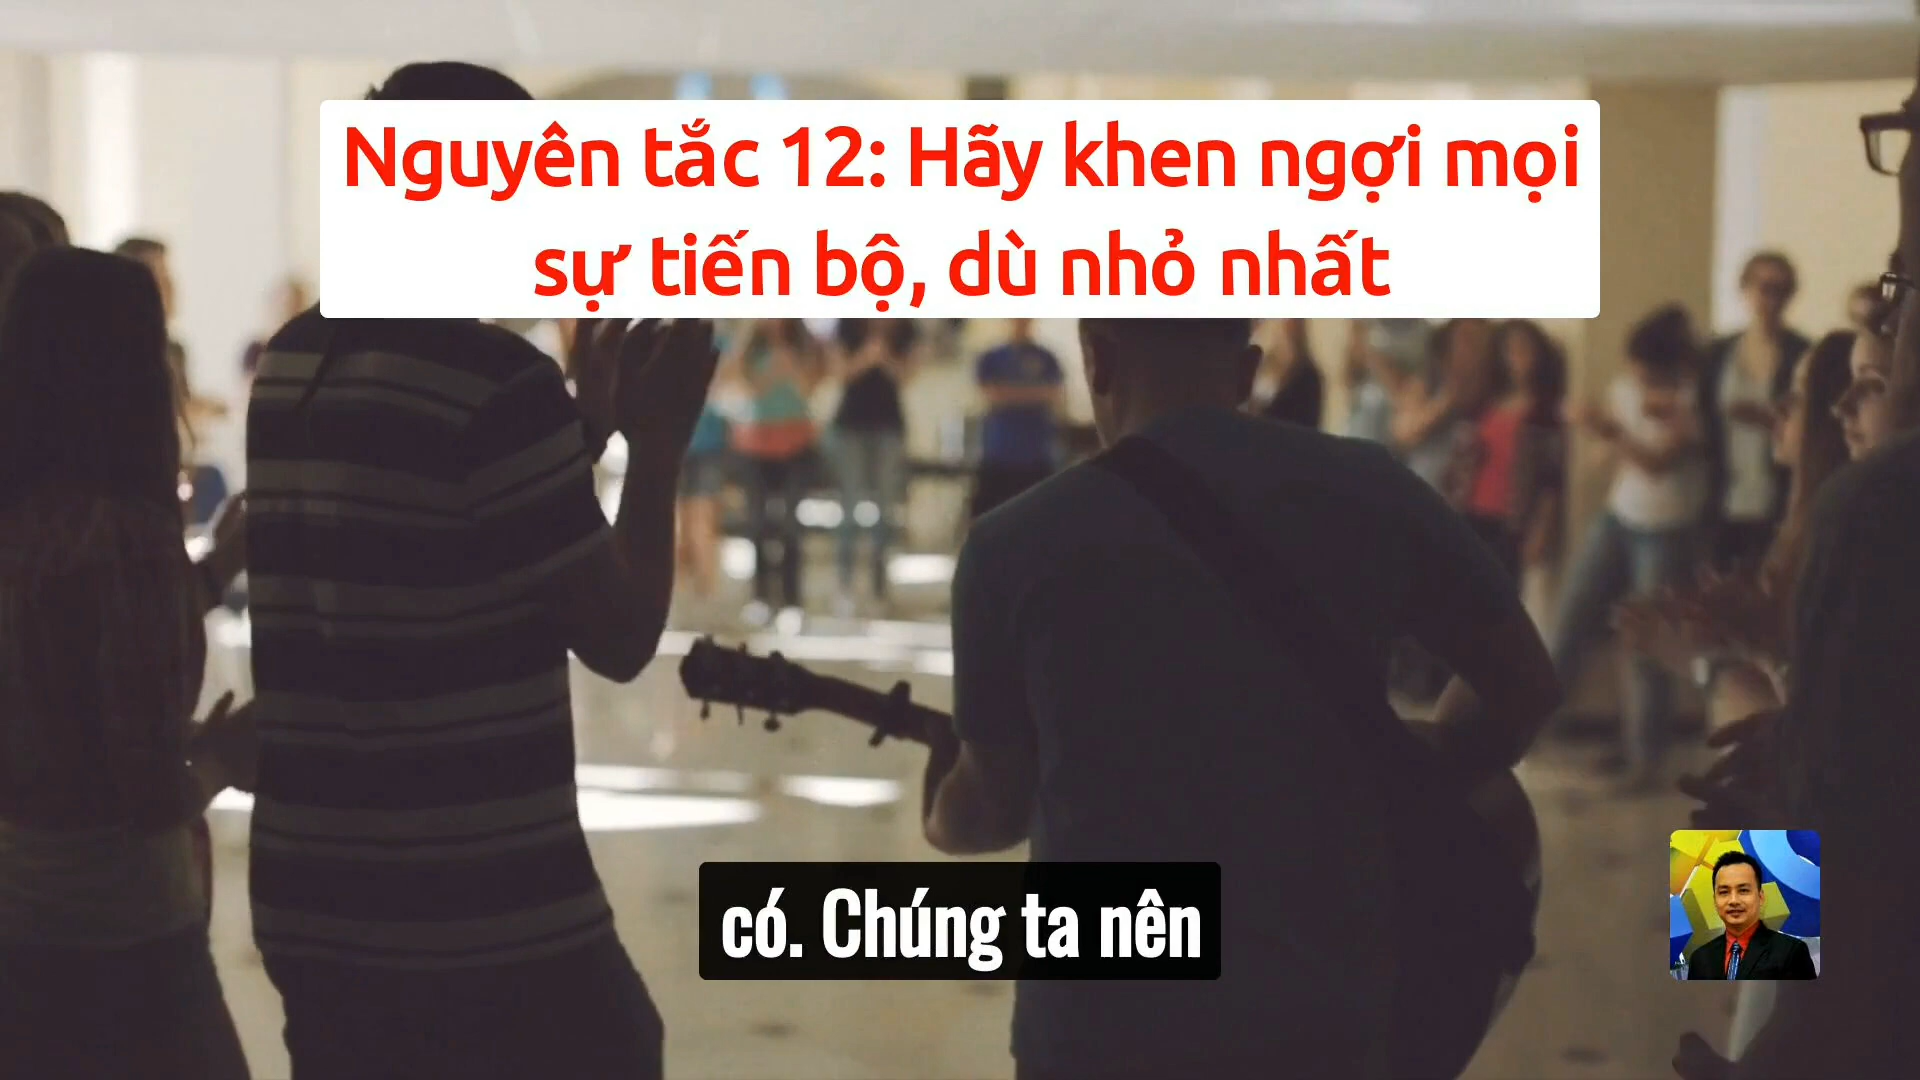 Nguyên tắc 12: Hãy khen ngợi mọi
sự tiến bộ, dù nhỏ nhất
có. Chúng ta nên